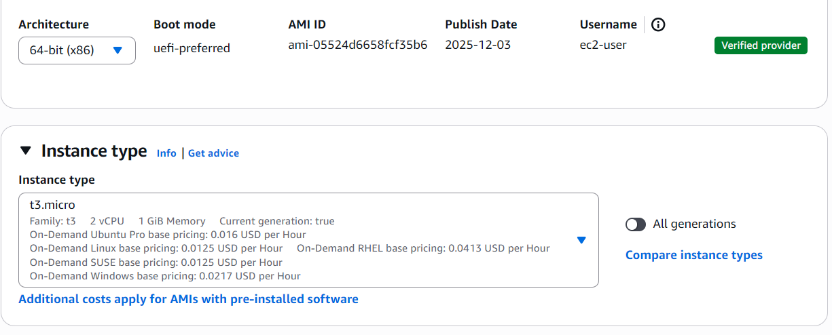 Architecture Boot mode AMI ID Publish Date Username
64-bit (x86) uefi-preferred ami-05524d6658fcf35b6 2025-12-03 ec2-user Verified provider
Instance type Info | Get advice
Instance type
t3.micro
Family: t3 2 vCPU 1 GiB Memory Current generation: true
On-Demand Ubuntu Pro base pricing: 0.016 USD per Hour
On-Demand Linux base pricing: 0.0125 USD per Hour On-Demand RHEL base pricing: 0.0413 USD per Hour
On-Demand SUSE base pricing: 0.0125 USD per Hour
On-Demand Windows base pricing: 0.0217 USD per Hour
All generations
Compare instance types
Additional costs apply for AMIs with pre-installed software